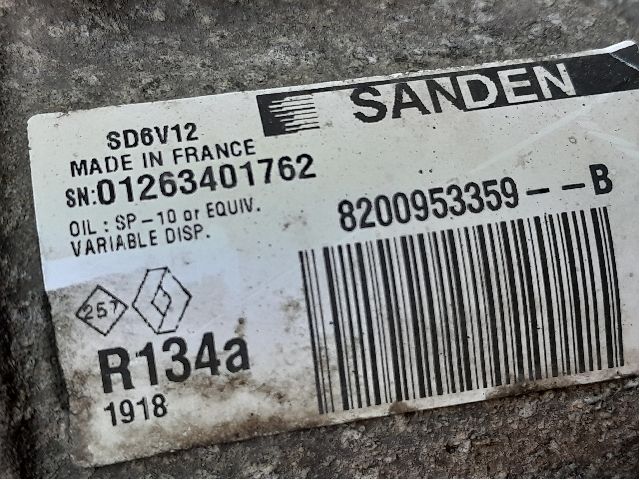 SANDEN
SD6V12
MADE IN FRANCE
SN:01263401762
OIL : SP-10 or EQUIV.
VARIABLE DISP.
8200953359--B
257
R134a
1918